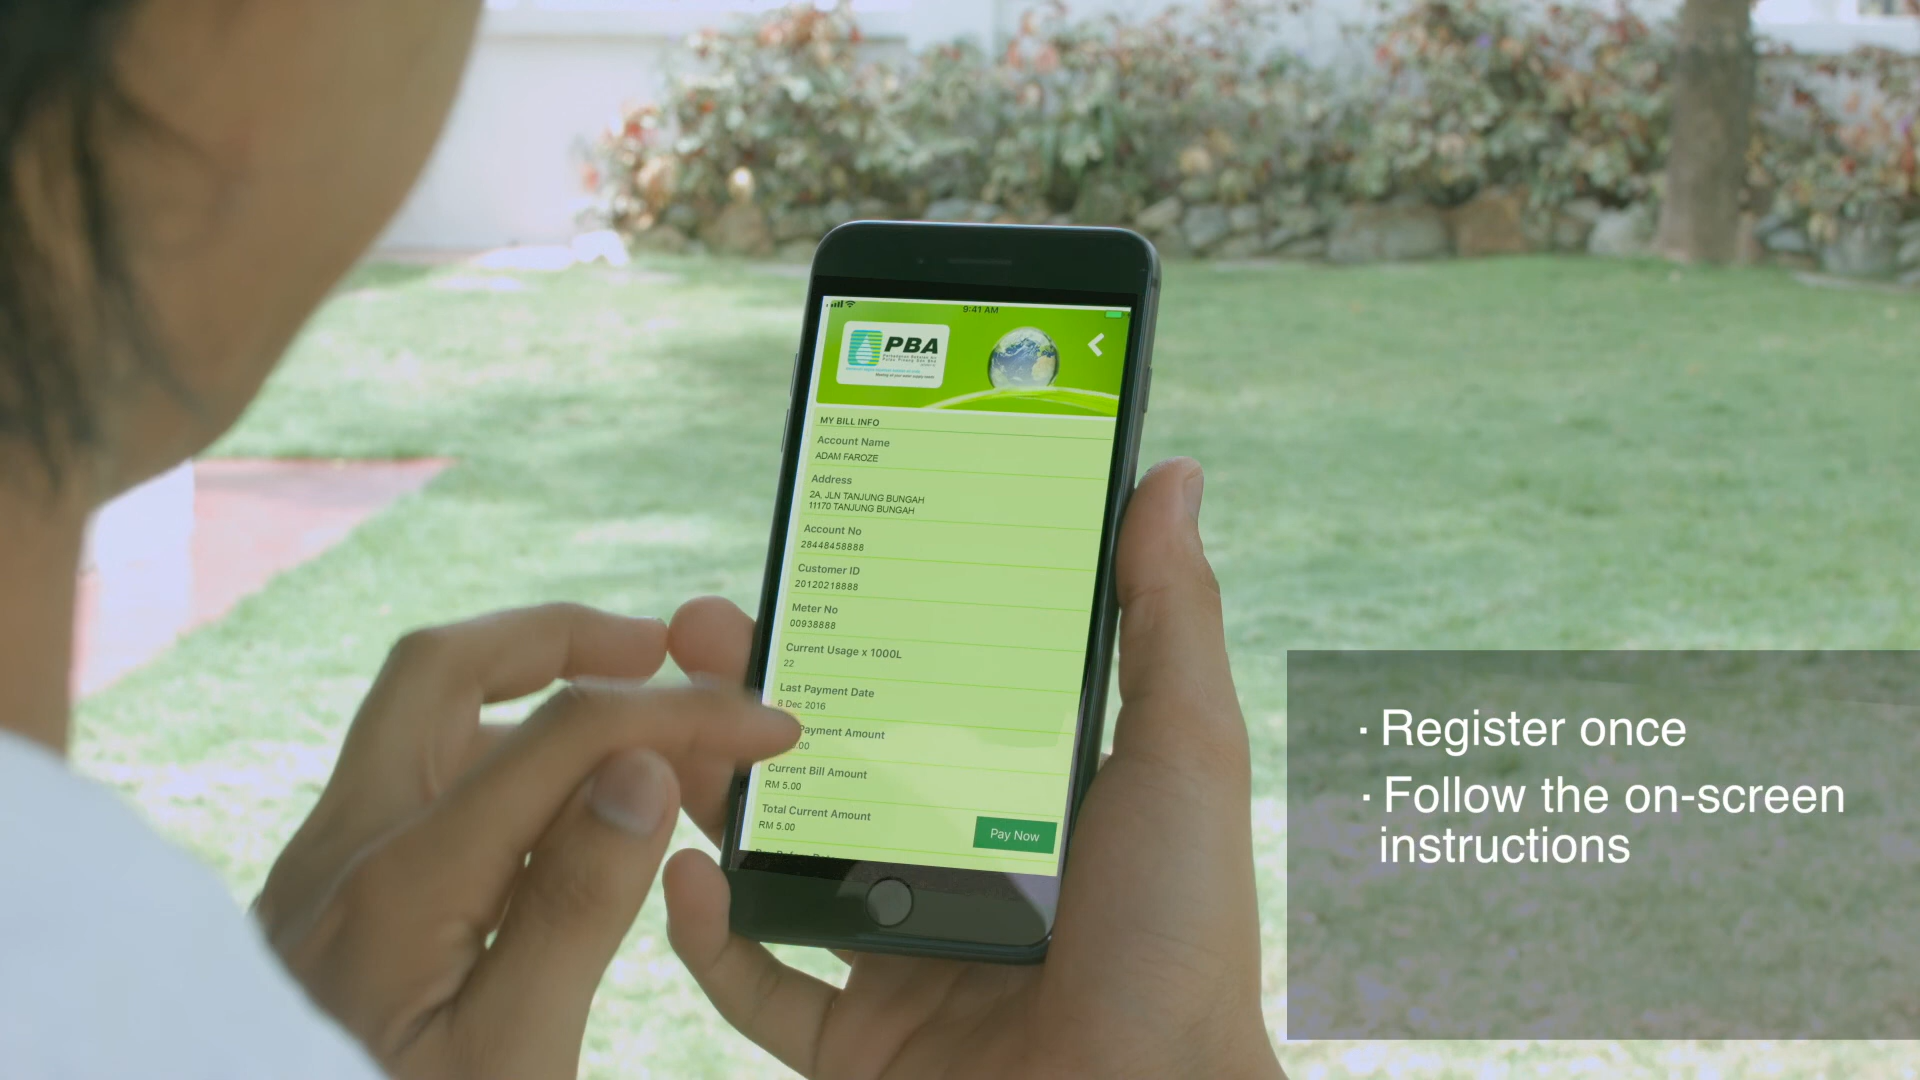 9:41 AM
PBA
MY BILL INFO
Account Name
ADAM FAROZE
Address
2A, JLN TANJUNG BUNGAH
11170 TANJUNG BUNGAH
Account No
28448458888
Customer ID
20120218888
Meter No
00938888
Current Usage x 1000L
22
Last Payment Date
8 Dec 2016
Payment Amount
.00
Current Bill Amount
RM 5.00
Total Current Amount
RM 5.00
Pay Now
· Register once
· Follow the on-screen
instructions